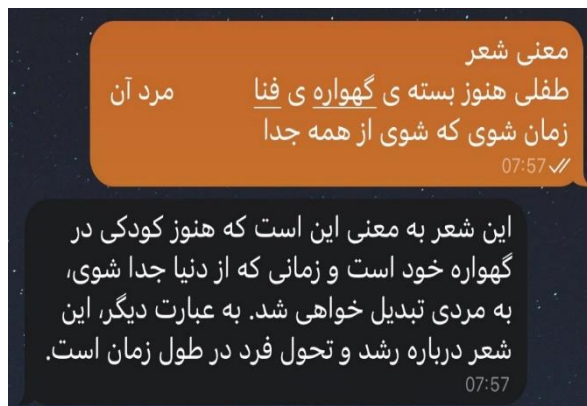 معنی شعر
طفلی هنوز بسته ی گهواره ی فنا مرد آن
زمان شوی که شوی از همه جدا
07:57
این شعر به معنی این است که هنوز کودکی در
گهواره خود است و زمانی که از دنیا جدا شوی،
به مردی تبدیل خواهی شد. به عبارت دیگر، این
شعر درباره رشد و تحول فرد در طول زمان است.
07:57